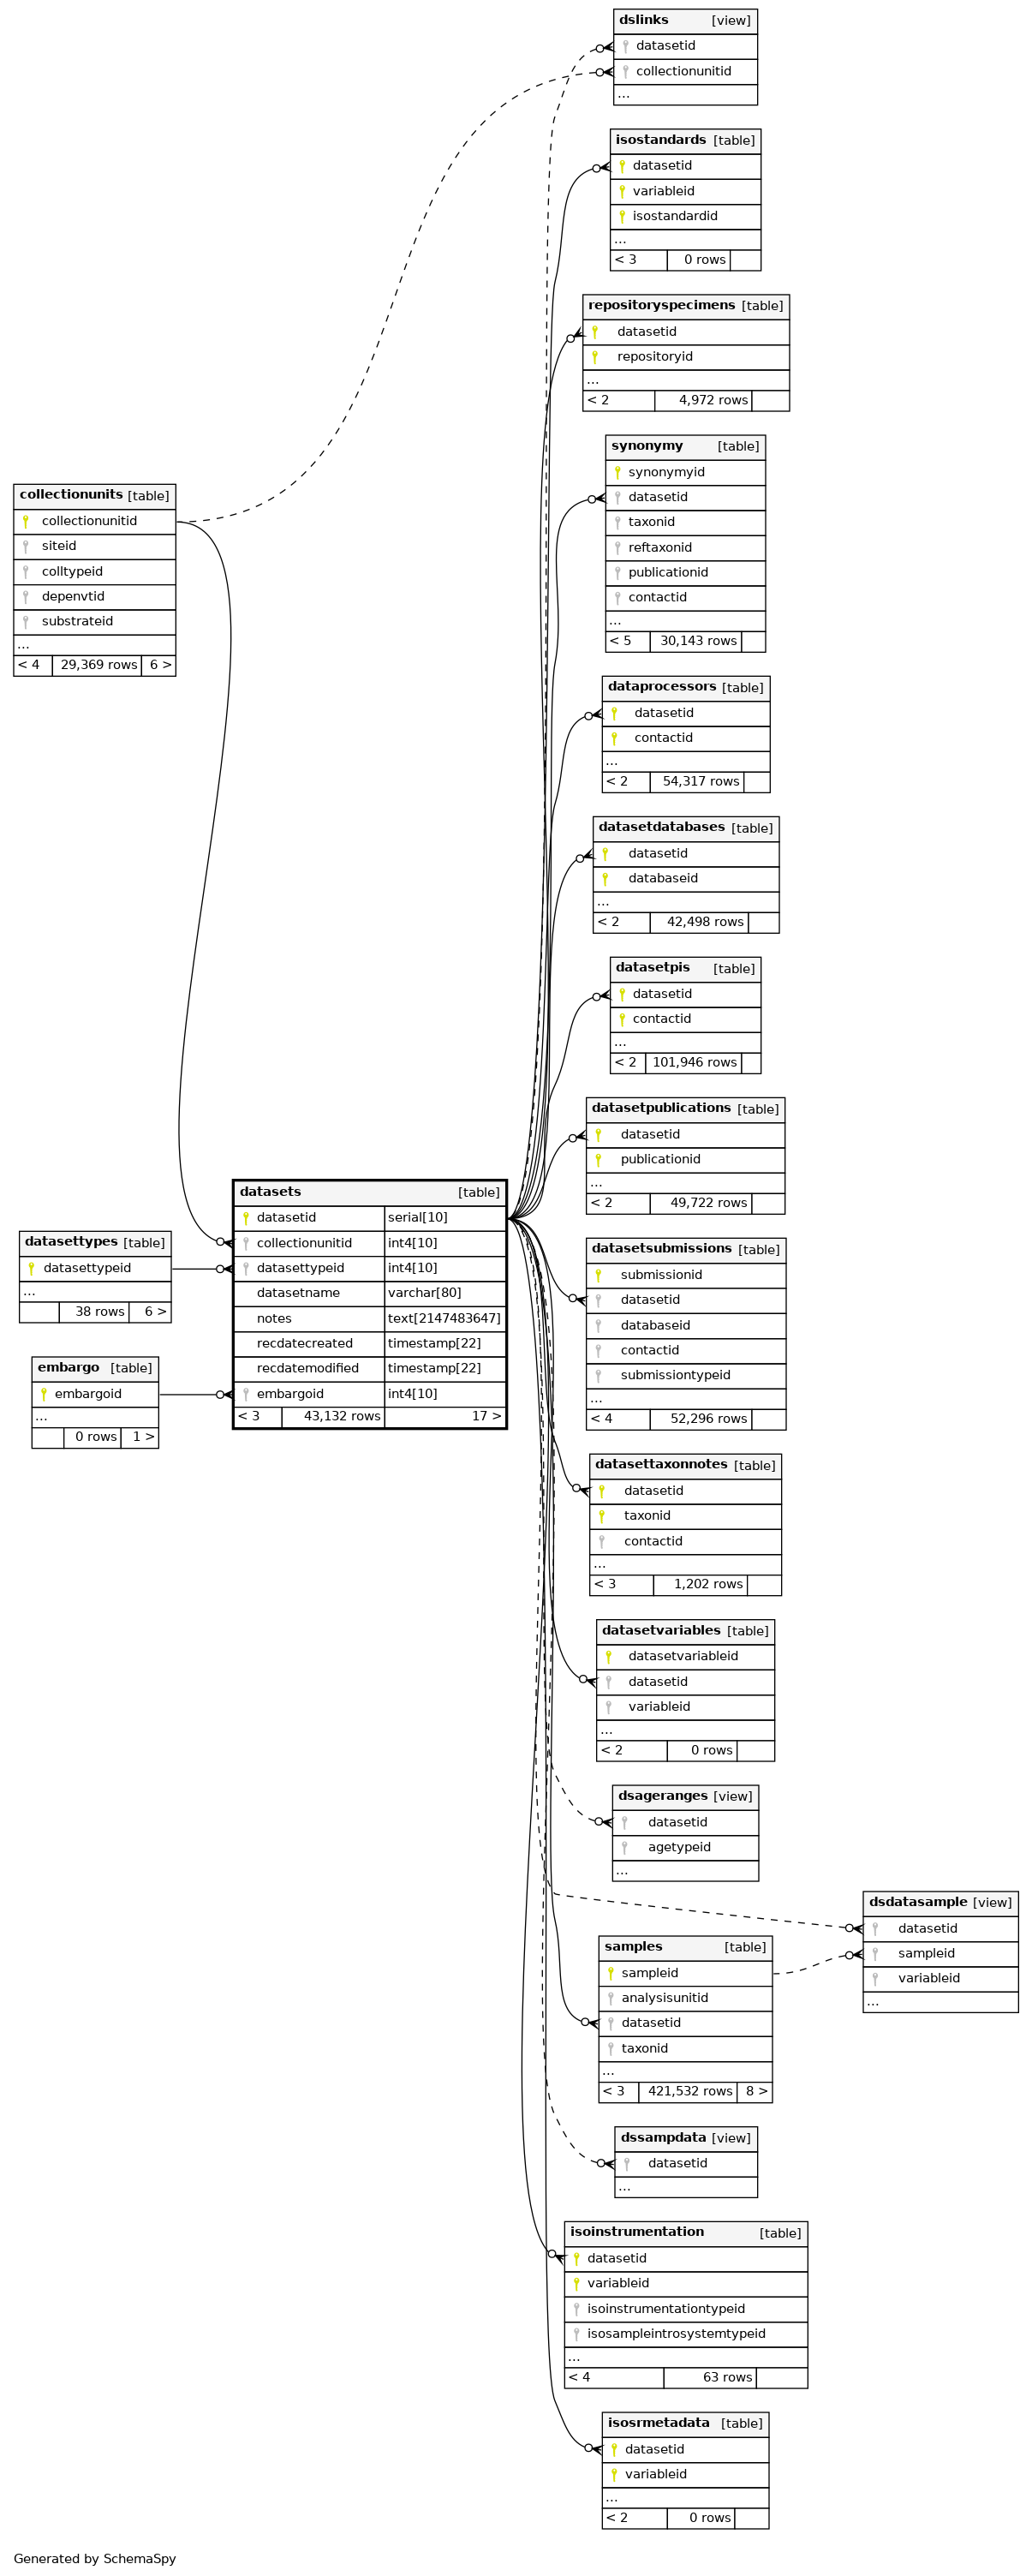 dslinks [view]
datasetid
collectionunitid
...
isostandards [table]
datasetid
variableid
isostandardid
...
< 3 0 rows
repositoryspecimens [table]
datasetid
repositoryid
...
< 2 4,972 rows
synonymy [table]
synonymyid
datasetid
taxonid
reftaxonid
publicationid
contactid
...
< 5 30,143 rows
collectionunits [table]
collectionunitid
siteid
colltypeid
depenvtid
substrateid
...
< 4 29,369 rows 6 >
dataprocessors [table]
datasetid
contactid
...
< 2 54,317 rows
datasetdatabases [table]
datasetid
databaseid
...
< 2 42,498 rows
datasetpis [table]
datasetid
contactid
...
< 2 101,946 rows
datasetpublications [table]
datasetid
publicationid
...
< 2 49,722 rows
datasets [table]
datasetid serial[10]
collectionunitid int4[10]
datasettypeid int4[10]
datasetname varchar[80]
notes text[2147483647]
recdatecreated timestamp[22]
recdatemodified timestamp[22]
embargoid int4[10]
< 3 43,132 rows 17 >
datasettypes [table]
datasettypeid
...
38 rows 6 >
embargo [table]
embargoid
...
0 rows 1 >
datasetsubmissions [table]
submissionid
datasetid
databaseid
contactid
submissiontypeid
...
< 4 52,296 rows
datasettaxonnotes [table]
datasetid
taxonid
contactid
...
< 3 1,202 rows
datasetvariables [table]
datasetvariableid
datasetid
variableid
...
< 2 0 rows
dsageranges [view]
datasetid
agetypeid
...
dsdatasample [view]
datasetid
sampleid
variableid
...
samples [table]
sampleid
analysisunitid
datasetid
taxonid
...
< 3 421,532 rows 8 >
dssampdata [view]
datasetid
...
isoinstrumentation [table]
datasetid
variableid
isoinstrumentationtypeid
isosampleintrosystemtypeid
...
< 4 63 rows
isosrmetadata [table]
datasetid
variableid
...
< 2 0 rows
Generated by SchemaSpy